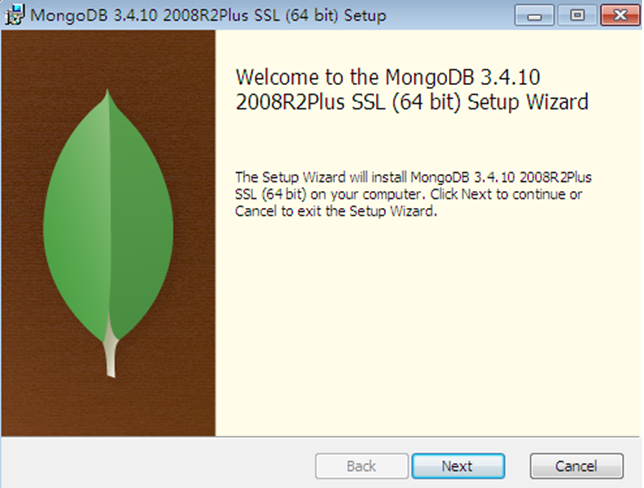 MongoDB 3.4.10 2008R2Plus SSL (64 bit) Setup
Welcome to the MongoDB 3.4.10
2008R2Plus SSL (64 bit) Setup Wizard
The Setup Wizard will install MongoDB 3.4.10 2008R2Plus
SSL (64 bit) on your computer. Click Next to continue or
Cancel to exit the Setup Wizard.
Back
Next
Cancel